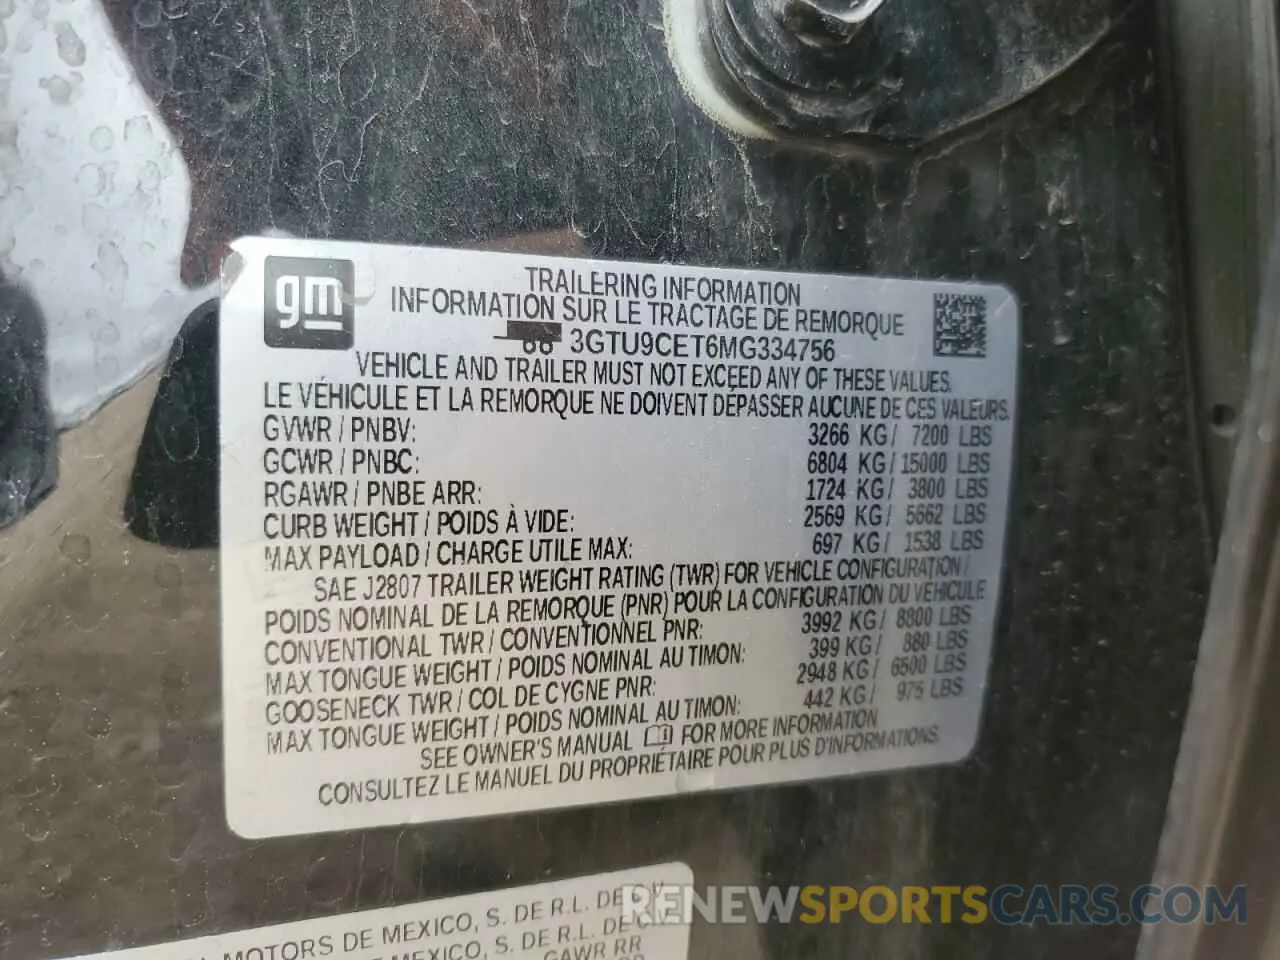 gm
TRAILERING INFORMATION
INFORMATION SUR LE TRACTAGE DE REMORQUE
3GTU9CET6MG334756
VEHICLE AND TRAILER MUST NOT EXCEED ANY OF THESE VALUES.
LE VÉHICULE ET LA REMORQUE NE DOIVENT DÉPASSER AUCUNE DE CES VALEURS.
GVWR / PNBV: 3266 KG/ 7200 LBS
GCWR / PNBC: 6804 KG/ 15000 LBS
RGAWR / PNBE ARR: 1724 KG/ 3800 LBS
CURB WEIGHT / POIDS À VIDE: 2569 KG/ 5662 LBS
MAX PAYLOAD / CHARGE UTILE MAX: 697 KG/ 1538 LBS
SAE J2807 TRAILER WEIGHT RATING (TWR) FOR VEHICLE CONFIGURATION /
POIDS NOMINAL DE LA REMORQUE (PNR) POUR LA CONFIGURATION DU VÉHICULE
CONVENTIONAL TWR / CONVENTIONNEL PNR: 3992 KG/ 8800 LBS
MAX TONGUE WEIGHT / POIDS NOMINAL AU TIMON: 399 KG/ 880 LBS
GOOSENECK TWR / COL DE CYGNE PNR: 2948 KG/ 6500 LBS
MAX TONGUE WEIGHT / POIDS NOMINAL AU TIMON: 442 KG/ 975 LBS
SEE OWNER'S MANUAL FOR MORE INFORMATION
CONSULTEZ LE MANUEL DU PROPRIÉTAIRE POUR PLUS D'INFORMATIONS.
MOTORS DE MEXICO, S. DE R.L. DE C.V.
MEXICO, S. DE R.L. DE C.V.
GAWR RR
RENEWSPORTSCARS.COM